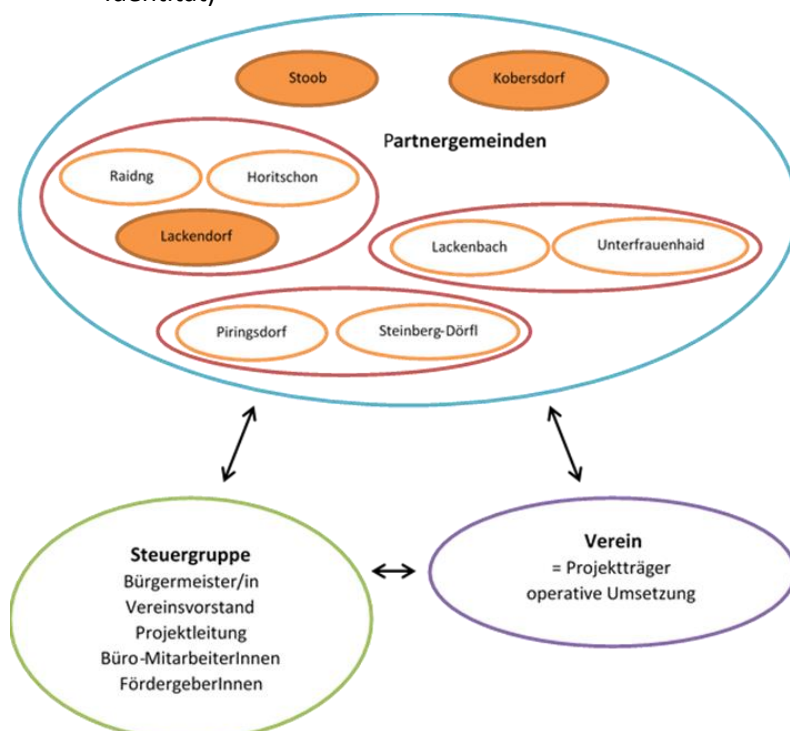 Identität)
Stoob
Kobersdorf
Partnergemeinden
Raidng
Horitschon
Lackendorf
Lackenbach
Unterfrauenhaid
Piringsdorf
Steinberg-Dörfl
Steuergruppe
Bürgermeister/in
Vereinsvorstand
Projektleitung
Büro-MitarbeiterInnen
FördergeberInnen
Verein
= Projektträger
operative Umsetzung